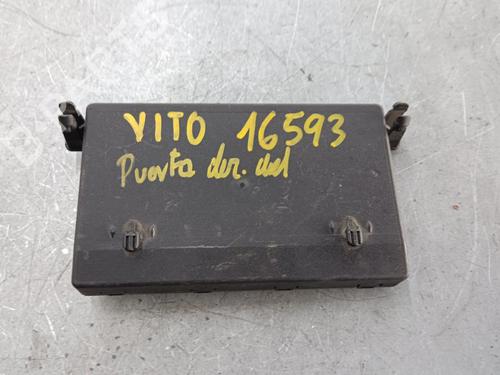 VITO 16593
Puerta der. del